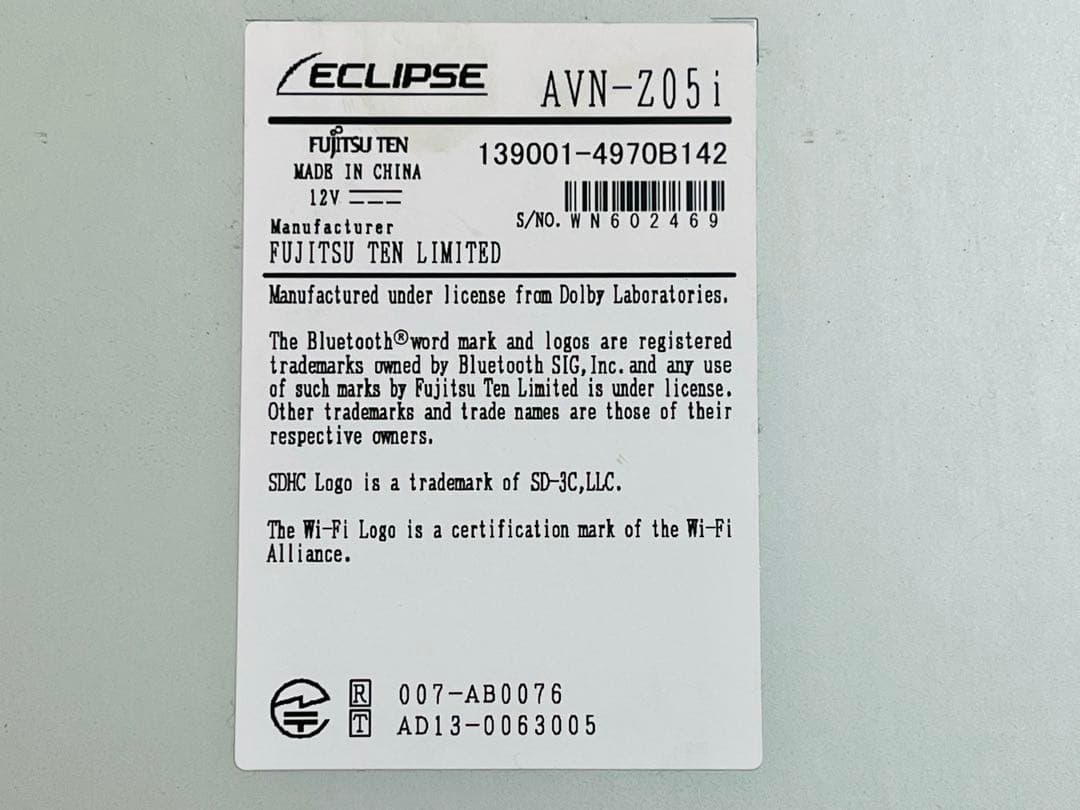 ECLIPSE AVN-Z05i
FUJITSU TEN
139001-4970B142
MADE IN CHINA
12V
S/NO. WN602469
Manufacturer
FUJITSU TEN LIMITED
Manufactured under license from Dolby Laboratories.
The Bluetooth®word mark and logos are registered
trademarks owned by Bluetooth SIG,Inc.and any use
of such marks by Fujitsu Ten Limited is under license.
Other trademarks and trade names are those of their
respective owners.
SDHC Logo is a trademark of SD-3C,LLC.
The Wi-Fi Logo is a certification mark of the Wi-Fi
Alliance.
R 007-AB0076
T AD13-0063005